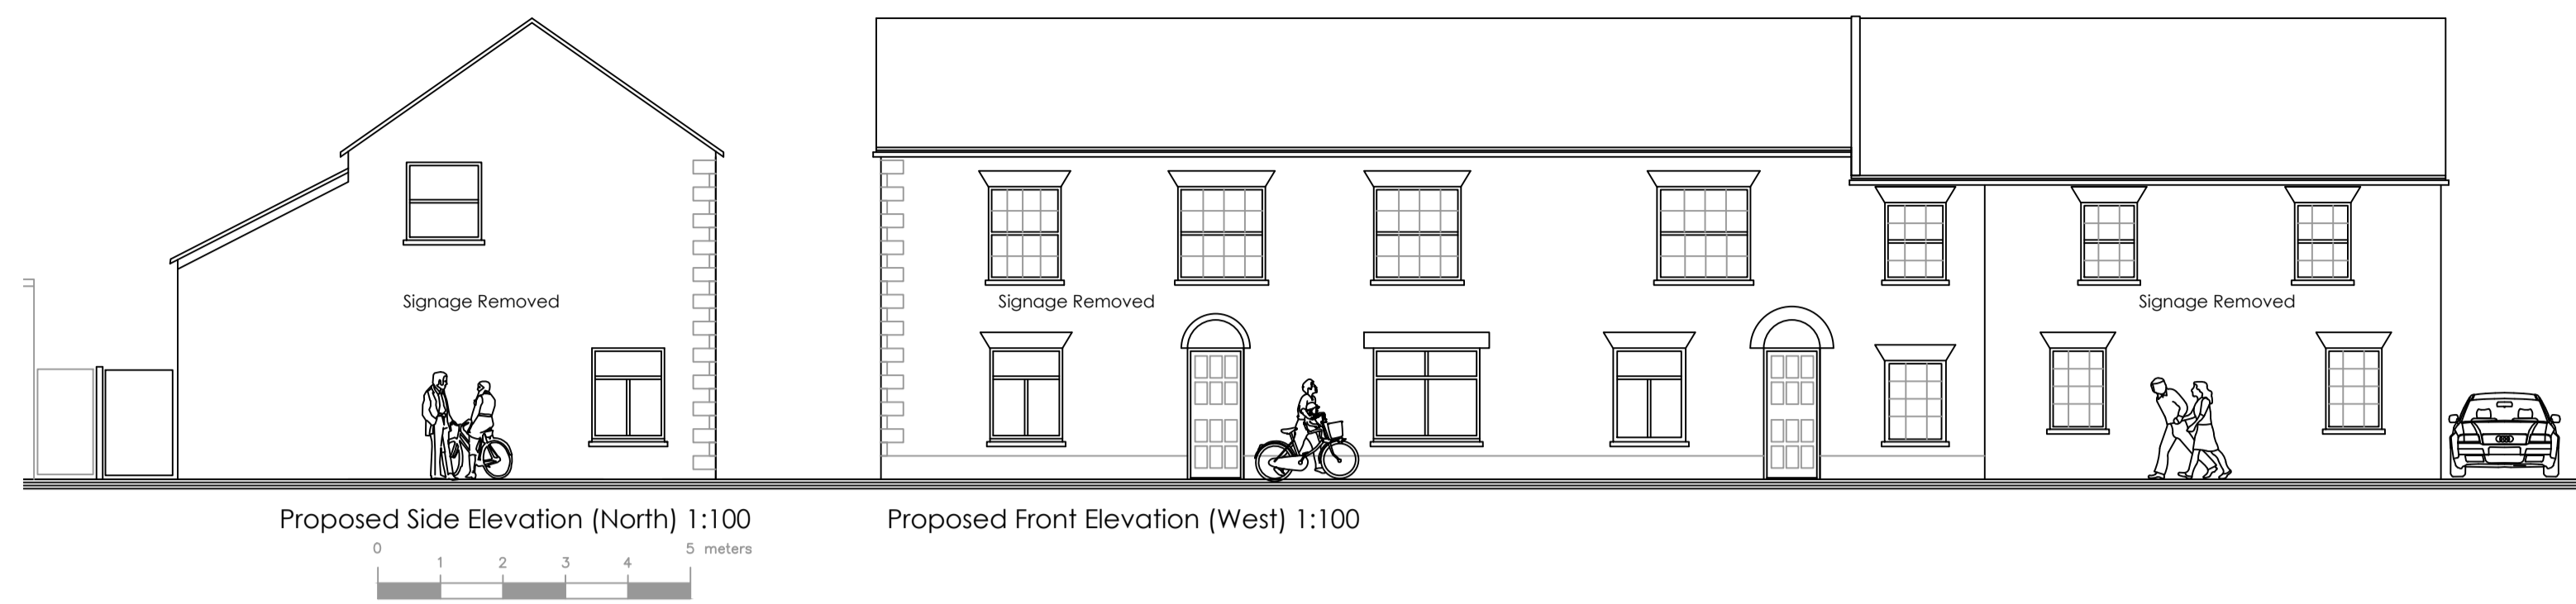 Signage Removed
Signage Removed
Signage Removed
Proposed Side Elevation (North) 1:100
Proposed Front Elevation (West) 1:100
0 5 meters
1 2 3 4